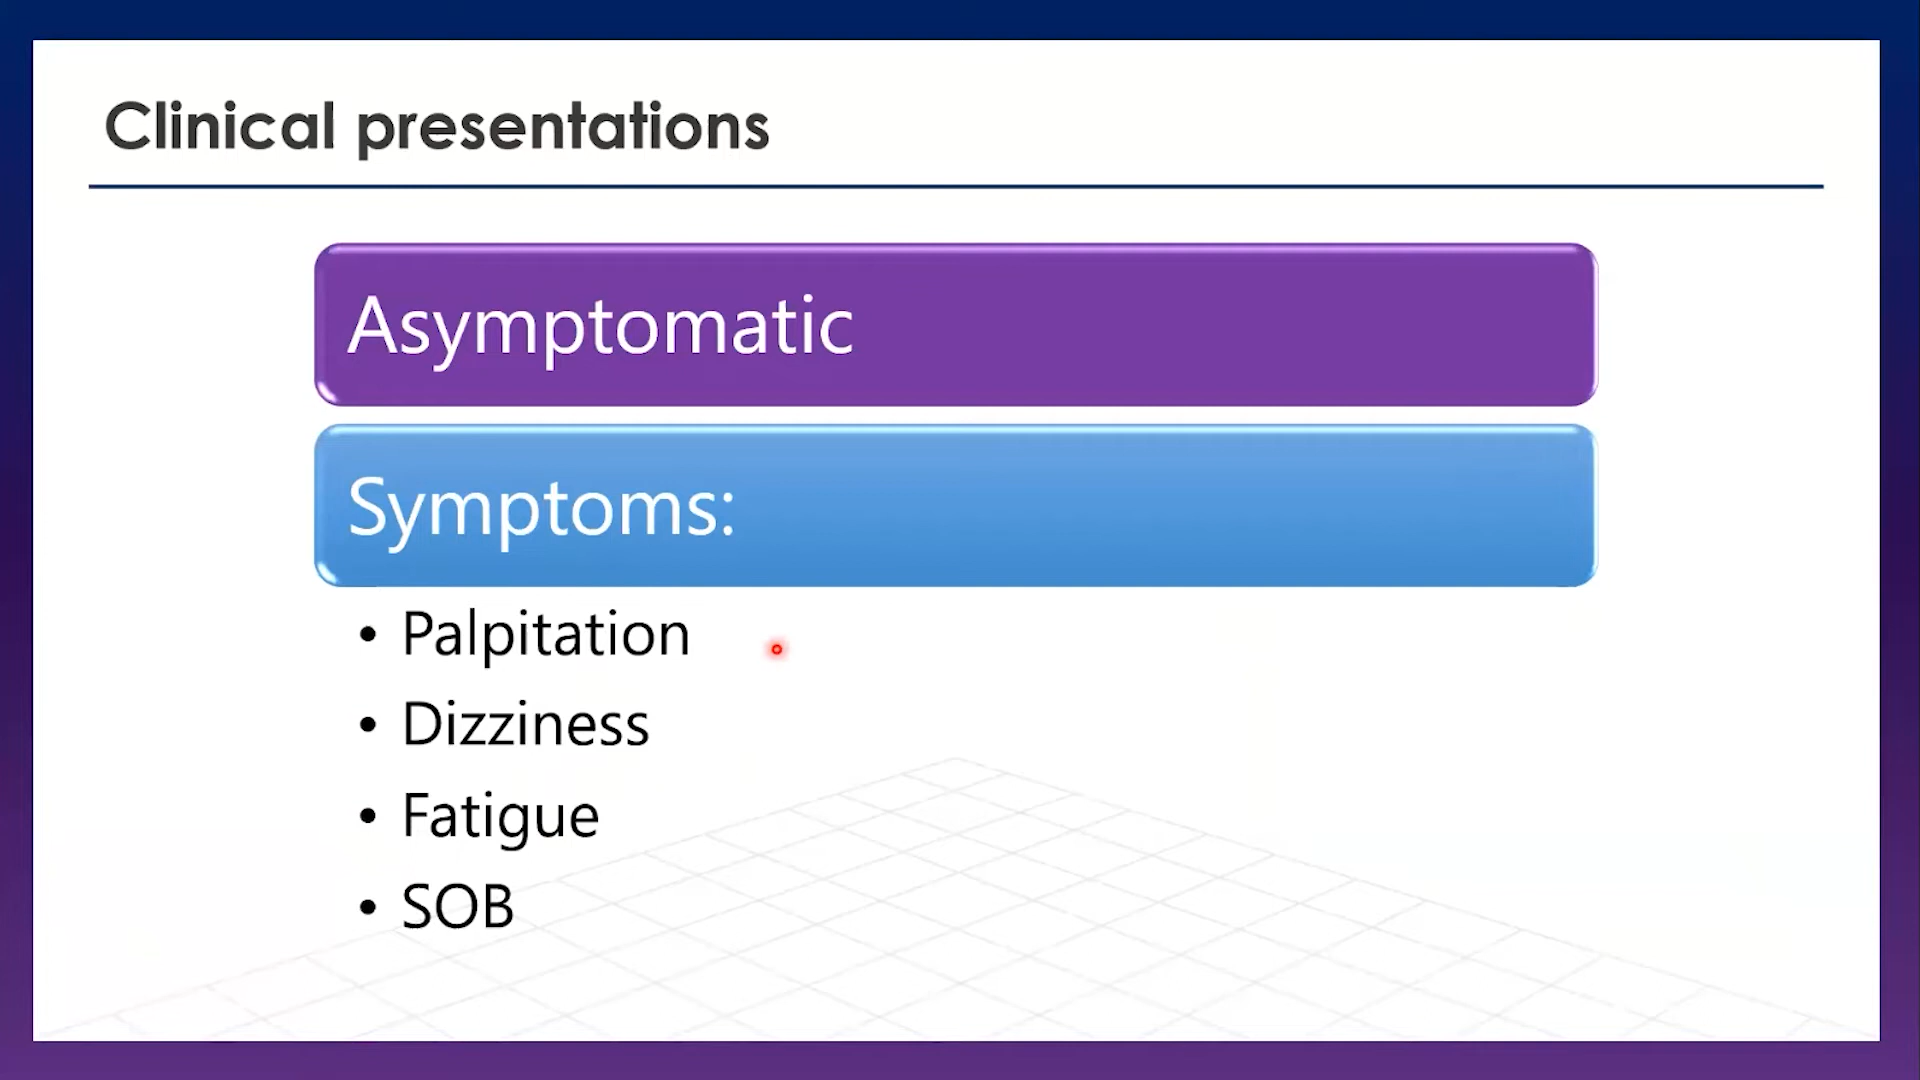 Clinical presentations
Asymptomatic
Symptoms:
• Palpitation
• Dizziness
• Fatigue
• SOB